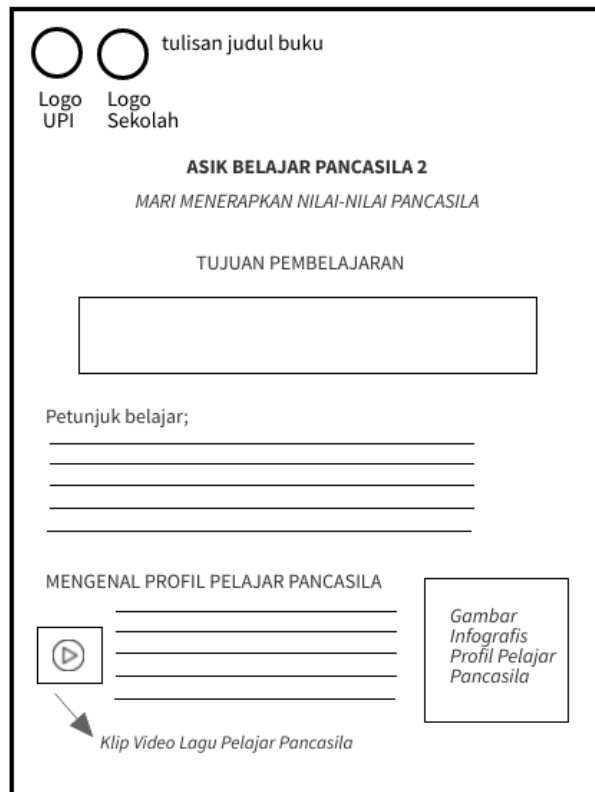 tulisan judul buku
Logo UPI
Logo Sekolah
ASIK BELAJAR PANCASILA 2
MARI MENERAPKAN NILAI-NILAI PANCASILA
TUJUAN PEMBELAJARAN
Petunjuk belajar;
MENGENAL PROFIL PELAJAR PANCASILA
Gambar
Infografis
Profil Pelajar
Pancasila
Klip Video Lagu Pelajar Pancasila